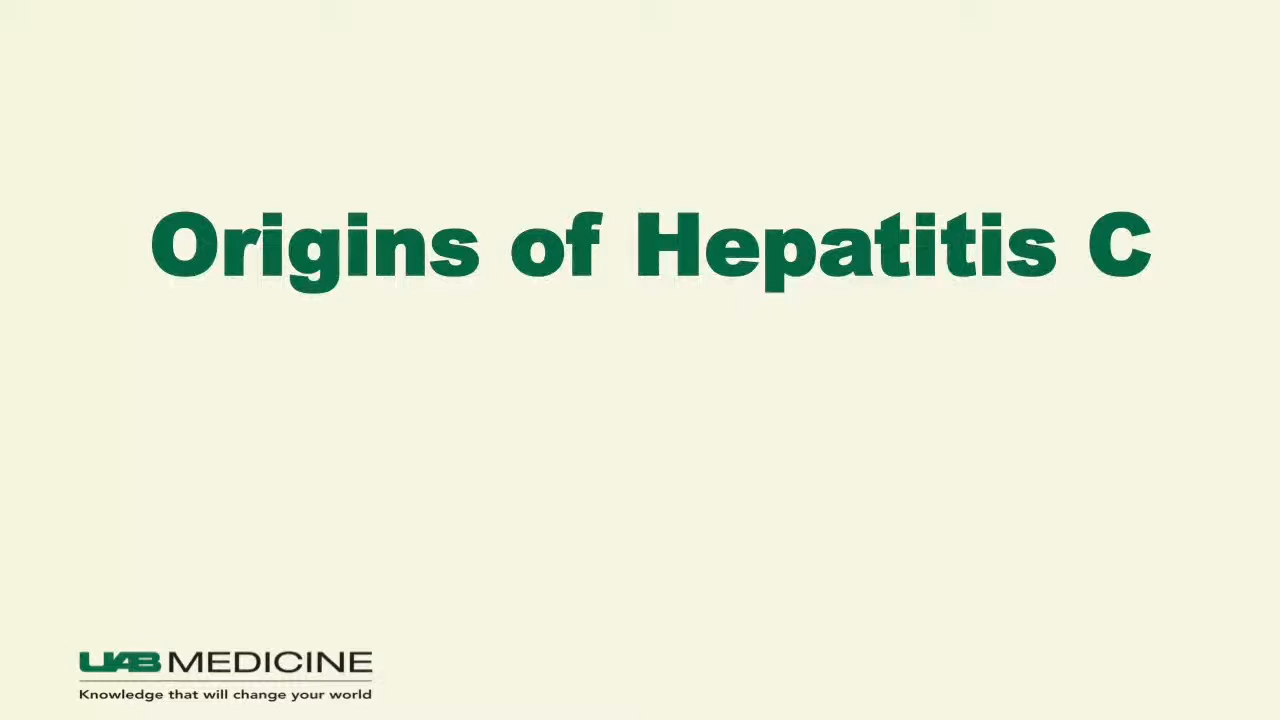 Origins of Hepatitis C
UAB MEDICINE
Knowledge that will change your world